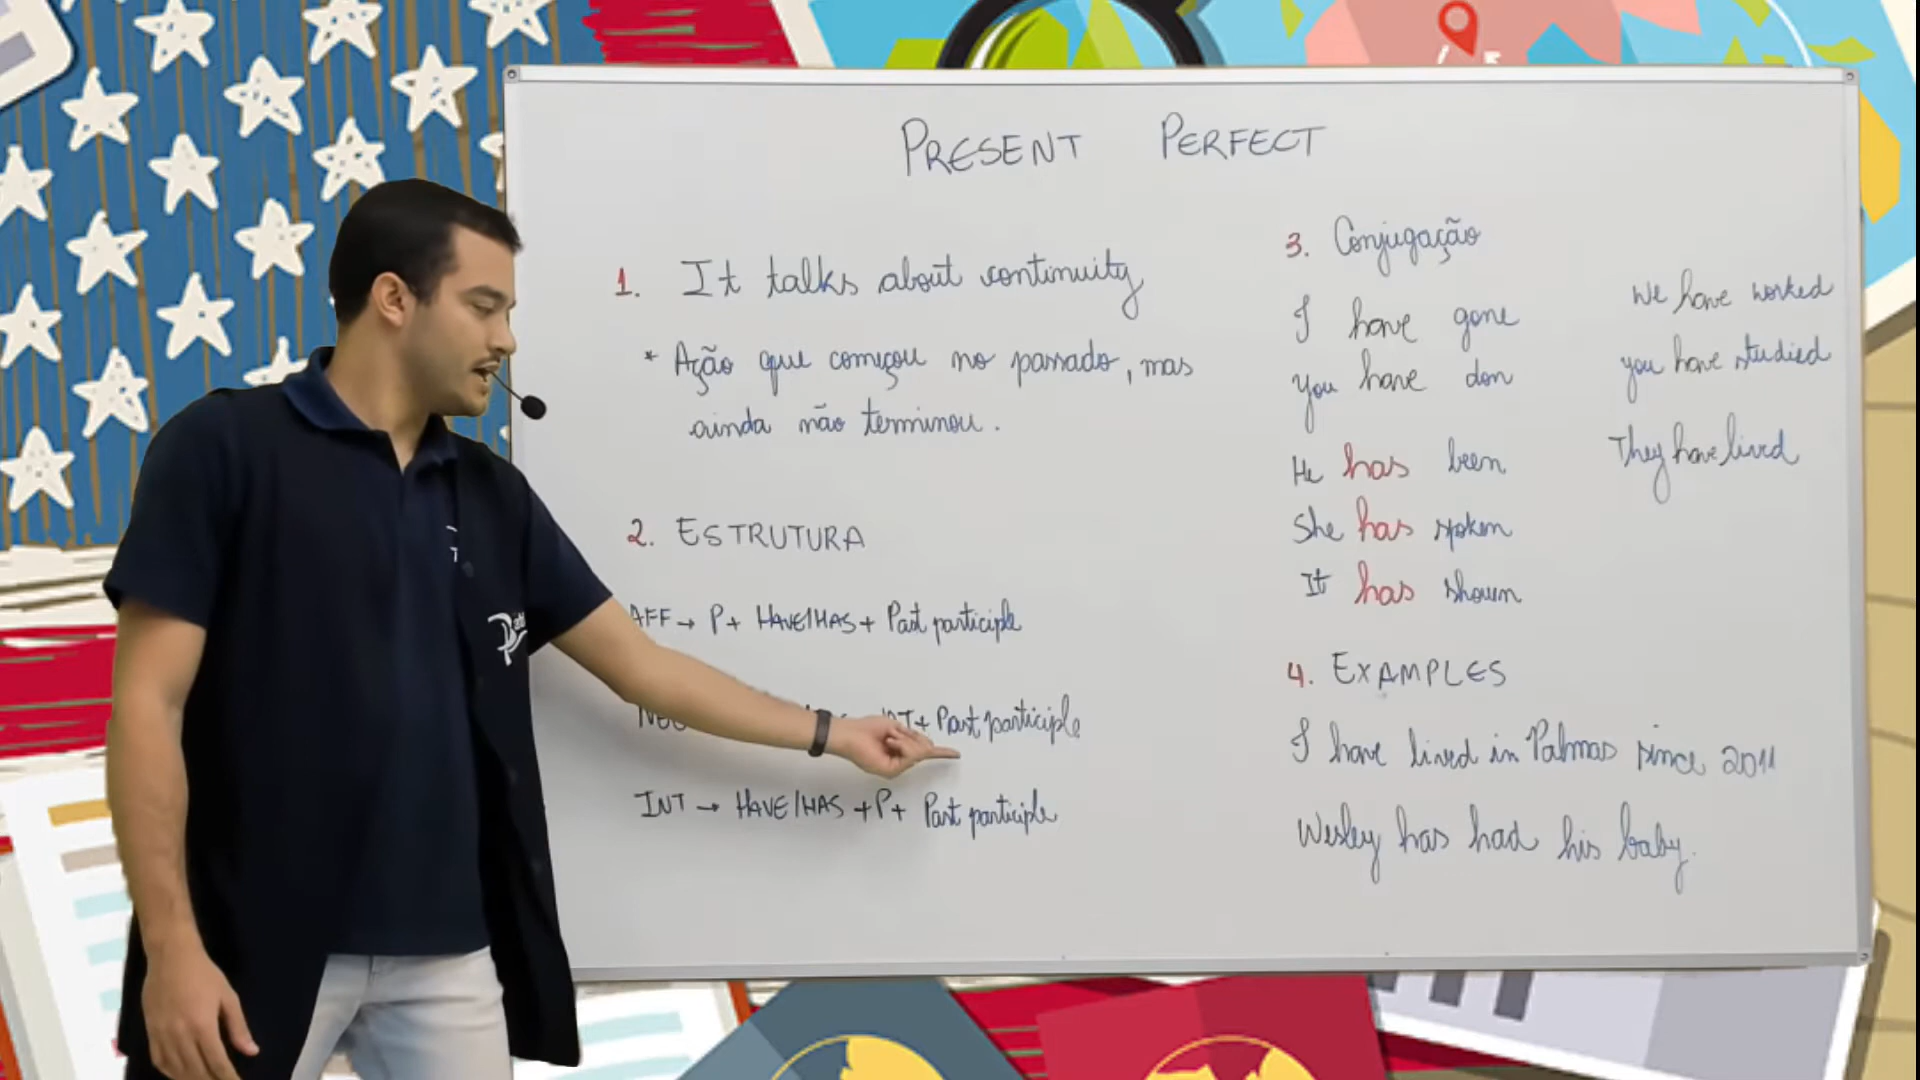 PRESENT PERFECT
1. It talks about continuity
* Ação que começou no passado, mas
ainda não terminou.
2. ESTRUTURA
AFF → P + HAVE/HAS + Past participle
+ Past participle
INT → HAVE/HAS + P + Past participle
3. Conjugação
I have gone
you have don
He has been
She has spoken
It has shown
We have worked
you have studied
They have lived
4. EXAMPLES
I have lived in Palmas since 2011
Wesley has had his baby.